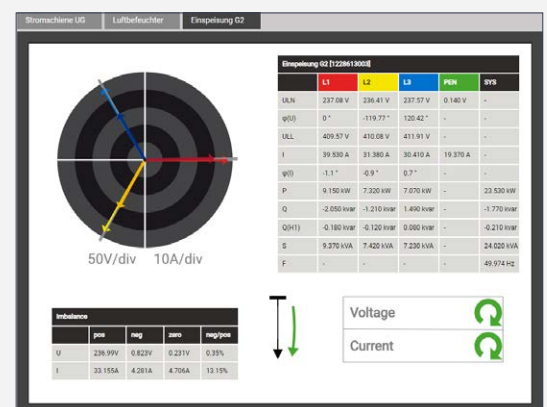 Stromschiene UG Luftbefeuchter Einspeisung G2
Einspeisung G2 [1228613003]
L1 L2 L3 PEN SYS
ULN 237.08 V 236.41 V 237.57 V 0.140 V -
φ(U) 0 ° -119.77 ° 120.42 ° - -
ULL 409.57 V 410.08 V 411.91 V - -
I 39.530 A 31.380 A 30.410 A 19.370 A -
φ(I) -1.1 ° -0.9 ° 0.7 ° - -
P 9.150 kW 7.320 kW 7.070 kW - 23.530 kW
Q -2.050 kvar -1.210 kvar 1.490 kvar - -1.770 kvar
Q(H1) -0.180 kvar -0.120 kvar 0.080 kvar - -0.210 kvar
S 9.370 kVA 7.420 kVA 7.230 kVA - 24.020 kVA
F - - - - 49.974 Hz
50V/div 10A/div
Imbalance
pos neg zero neg/pos
U 236.99V 0.823V 0.231V 0.35%
I 33.155A 4.281A 4.706A 13.15%
Voltage
Current